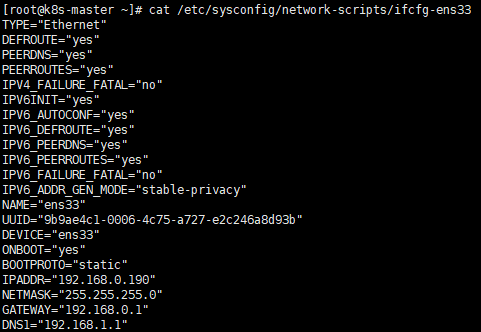 [root@k8s-master ~]# cat /etc/sysconfig/network-scripts/ifcfg-ens33
TYPE="Ethernet"
DEFROUTE="yes"
PEERDNS="yes"
PEERROUTES="yes"
IPV4_FAILURE_FATAL="no"
IPV6INIT="yes"
IPV6_AUTOCONF="yes"
IPV6_DEFROUTE="yes"
IPV6_PEERDNS="yes"
IPV6_PEERROUTES="yes"
IPV6_FAILURE_FATAL="no"
IPV6_ADDR_GEN_MODE="stable-privacy"
NAME="ens33"
UUID="9b9ae4c1-0006-4c75-a727-e2c246a8d93b"
DEVICE="ens33"
ONBOOT="yes"
BOOTPROTO="static"
IPADDR="192.168.0.190"
NETMASK="255.255.255.0"
GATEWAY="192.168.0.1"
DNS1="192.168.1.1"